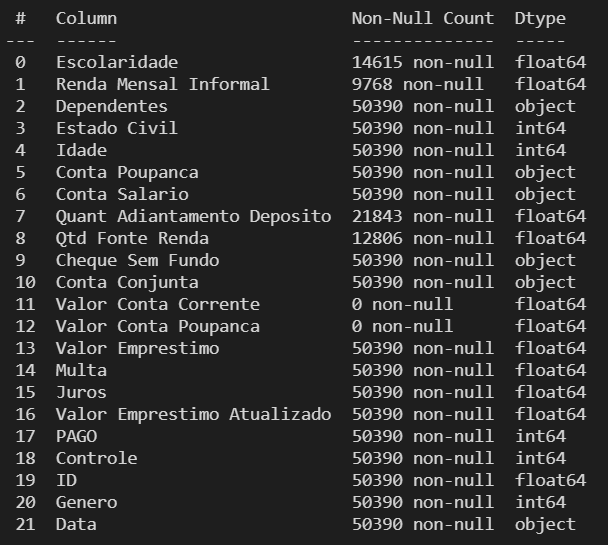 #   Column                     Non-Null Count  Dtype
---  ------                     --------------  -----
 0   Escolaridade               14615 non-null  float64
 1   Renda Mensal Informal      9768 non-null   float64
 2   Dependentes                50390 non-null  object
 3   Estado Civil               50390 non-null  int64
 4   Idade                      50390 non-null  int64
 5   Conta Poupanca             50390 non-null  object
 6   Conta Salario              50390 non-null  object
 7   Quant Adiantamento Deposito  21843 non-null  float64
 8   Qtd Fonte Renda            12806 non-null  float64
 9   Cheque Sem Fundo           50390 non-null  object
 10  Conta Conjunta             50390 non-null  object
 11  Valor Conta Corrente       0 non-null      float64
 12  Valor Conta Poupanca       0 non-null      float64
 13  Valor Emprestimo           50390 non-null  float64
 14  Multa                      50390 non-null  float64
 15  Juros                      50390 non-null  float64
 16  Valor Emprestimo Atualizado  50390 non-null  float64
 17  PAGO                       50390 non-null  int64
 18  Controle                   50390 non-null  int64
 19  ID                         50390 non-null  float64
 20  Genero                     50390 non-null  int64
 21  Data                       50390 non-null  object